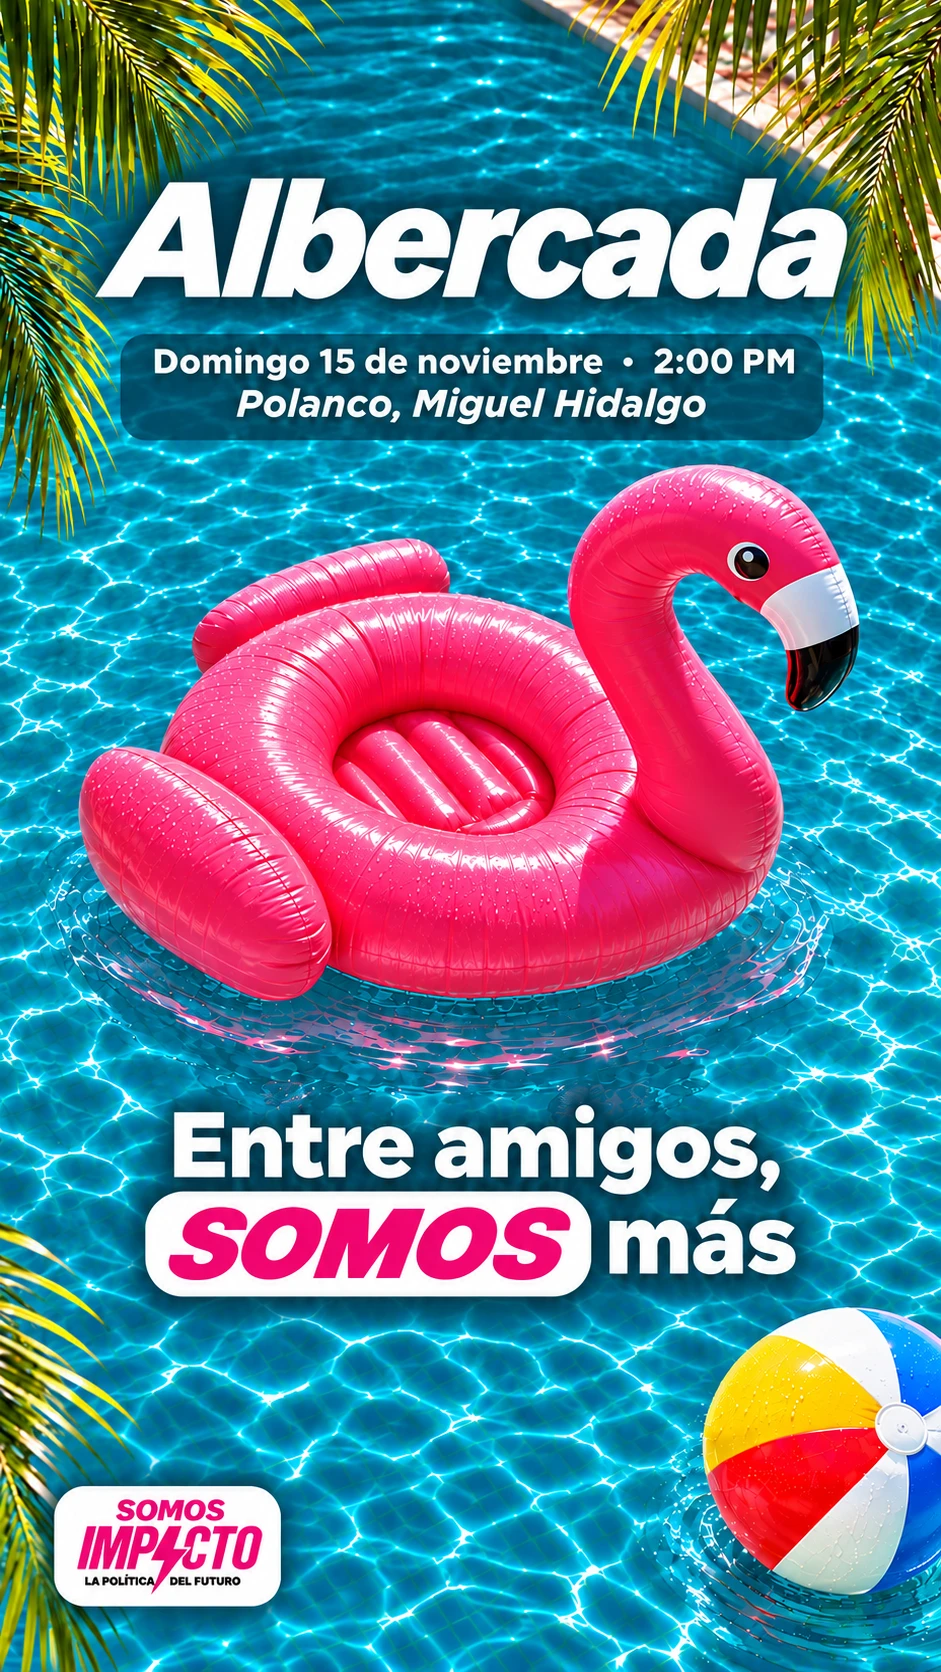 Albercada
Domingo 15 de noviembre • 2:00 PM
Polanco, Miguel Hidalgo
Entre amigos,
SOMOS más
SOMOS
IMPACTO
LA POLÍTICA DEL FUTURO